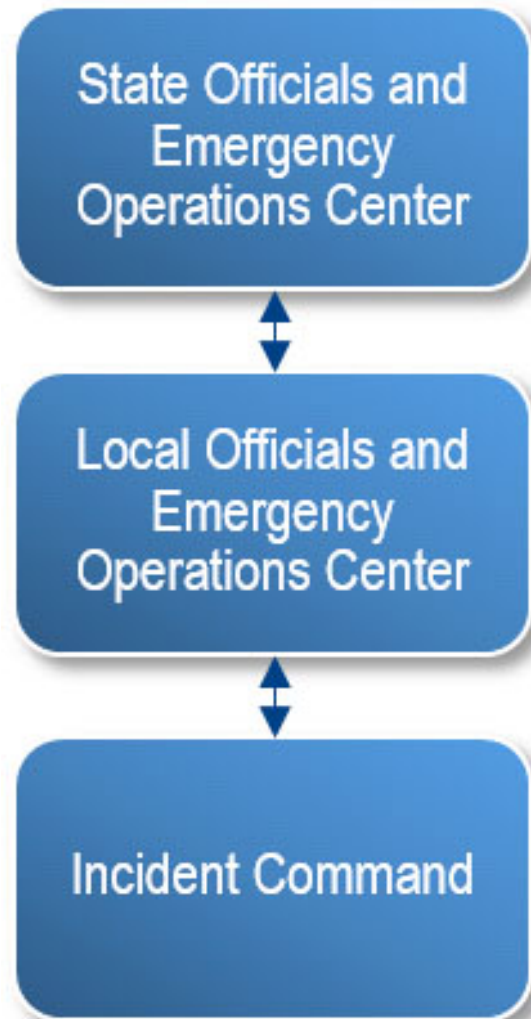 State Officials and
Emergency
Operations Center
Local Officials and
Emergency
Operations Center
Incident Command